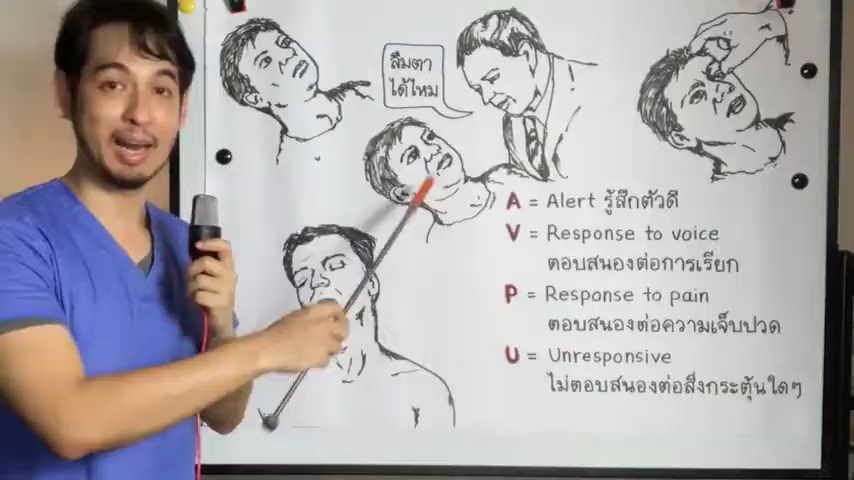 ลืมตา
ได้ไหม
A = Alert รู้สึกตัวดี
V = Response to voice
ตอบสนองต่อการเรียก
P = Response to pain
ตอบสนองต่อความเจ็บปวด
U = Unresponsive
ไม่ตอบสนองต่อสิ่งกระตุ้นใดๆ